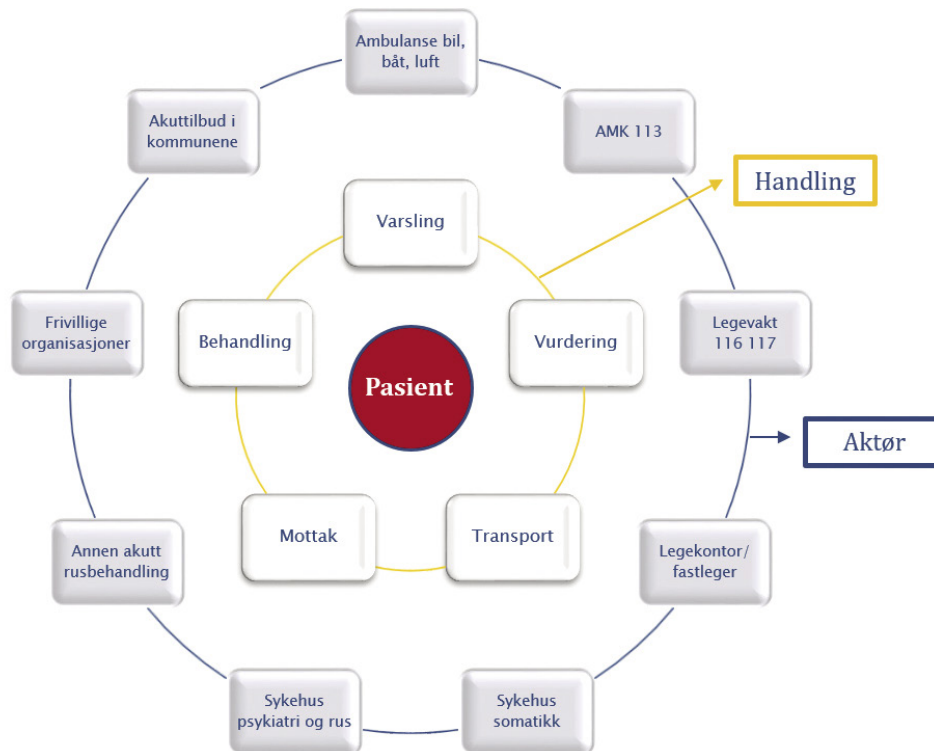 Ambulanse bil,
båt, luft
Akuttilbud i
kommunene
AMK 113
Handling
Varsling
Frivillige
organisasjoner
Behandling
Vurdering
Legevakt
116 117
Pasient
Aktør
Mottak
Transport
Annen akutt
rusbehandling
Legekontor/
fastleger
Sykehus
psykiatri og rus
Sykehus
somatikk